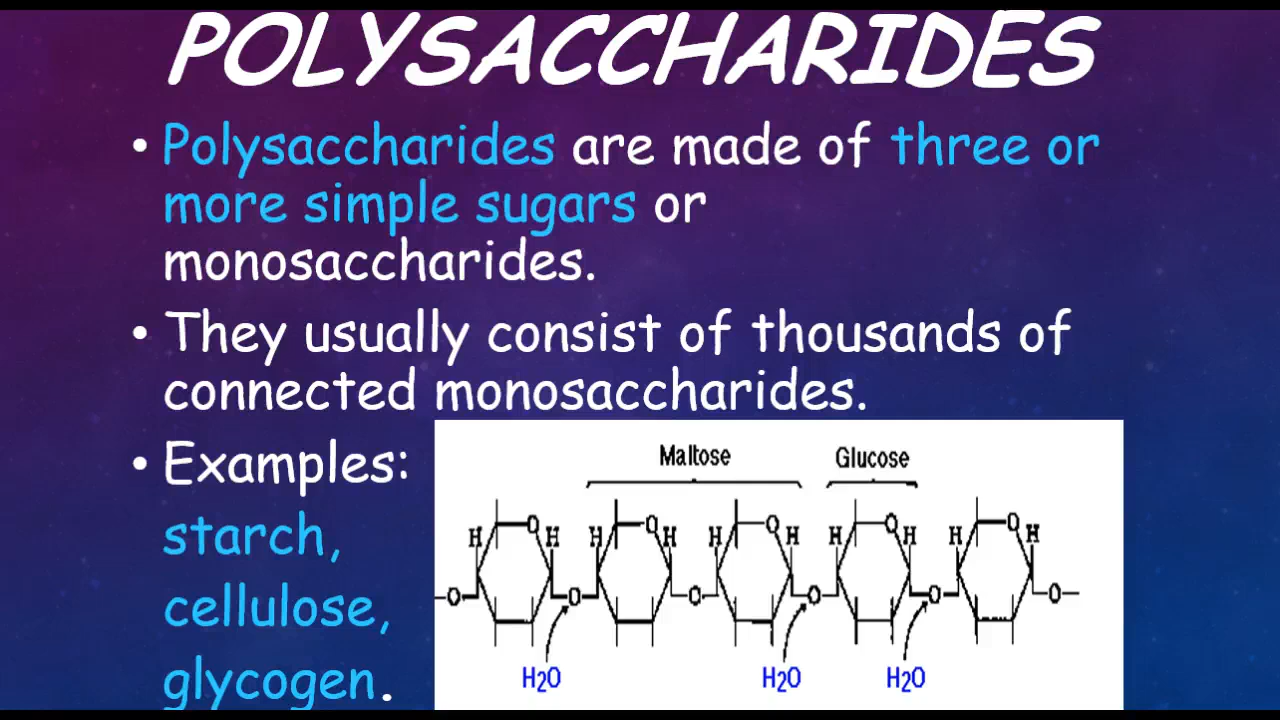 POLYSACCHARIDES
• Polysaccharides are made of three or
more simple sugars or
monosaccharides.
• They usually consist of thousands of
connected monosaccharides.
• Examples:
starch,
cellulose,
glycogen.
Maltose Glucose
O O O O O
H H H H H H H H H H
O O O O O O
H2O H2O H2O